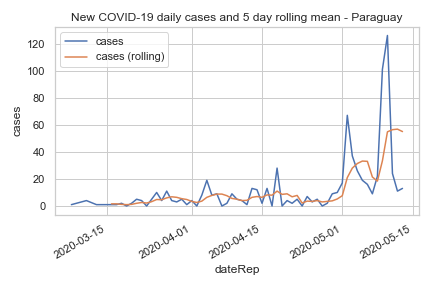 New COVID-19 daily cases and 5 day rolling mean - Paraguay
cases
cases (rolling)
120
100
80
60
40
20
0
cases
2020-03-15
2020-04-01
2020-04-15
2020-05-01
2020-05-15
dateRep